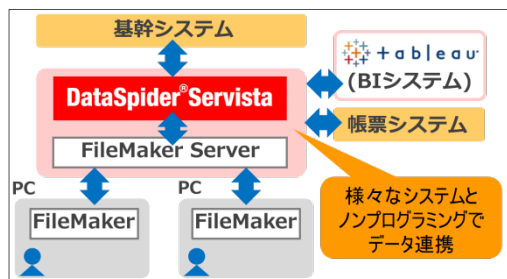 基幹システム
+ a b | e a u
(BIシステム)
DataSpider®Servista
帳票システム
FileMaker Server
PC
PC
FileMaker
FileMaker
様々なシステムと
ノンプログラミングで
データ連携